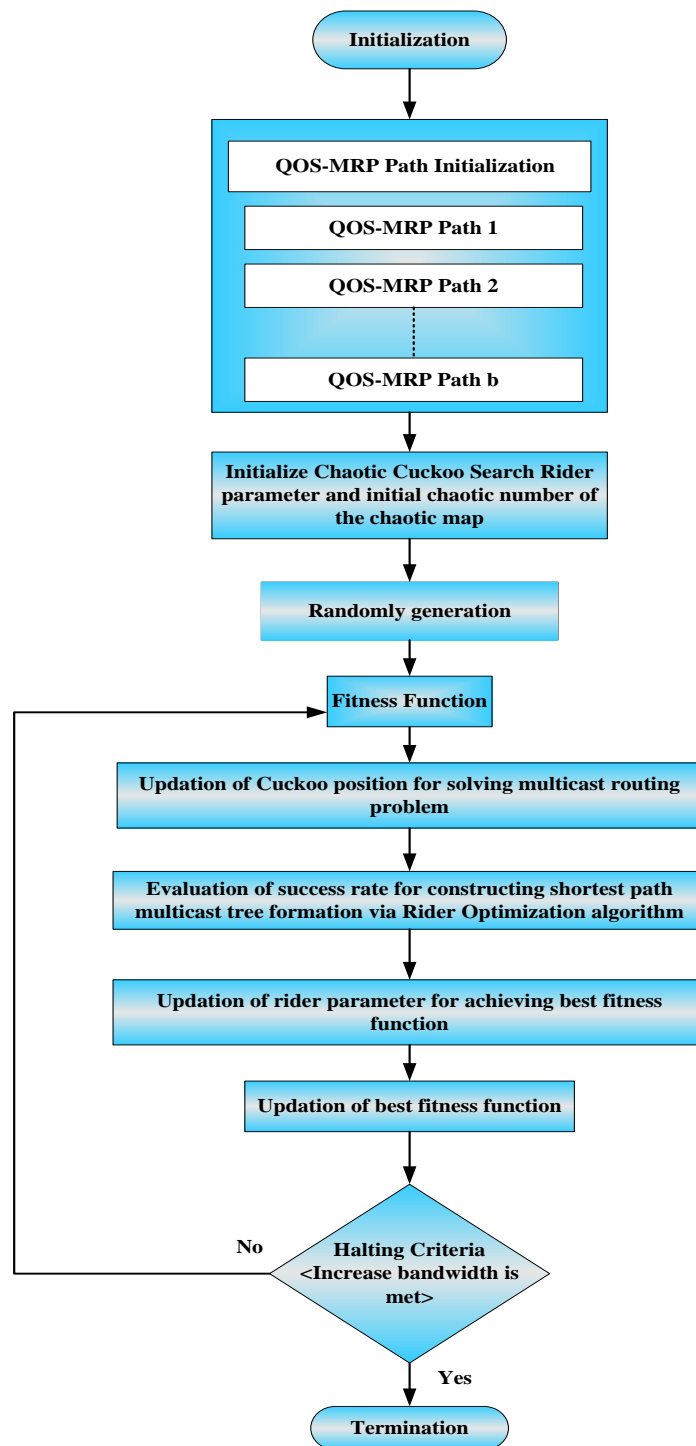 Initialization
QOS-MRP Path Initialization
QOS-MRP Path 1
QOS-MRP Path 2
QOS-MRP Path b
Initialize Chaotic Cuckoo Search Rider
parameter and initial chaotic number of
the chaotic map
Randomly generation
Fitness Function
Updation of Cuckoo position for solving multicast routing
problem
Evaluation of success rate for constructing shortest path
multicast tree formation via Rider Optimization algorithm
Updation of rider parameter for achieving best fitness
function
Updation of best fitness function
No
Halting Criteria
<Increase bandwidth is
met>
Yes
Termination